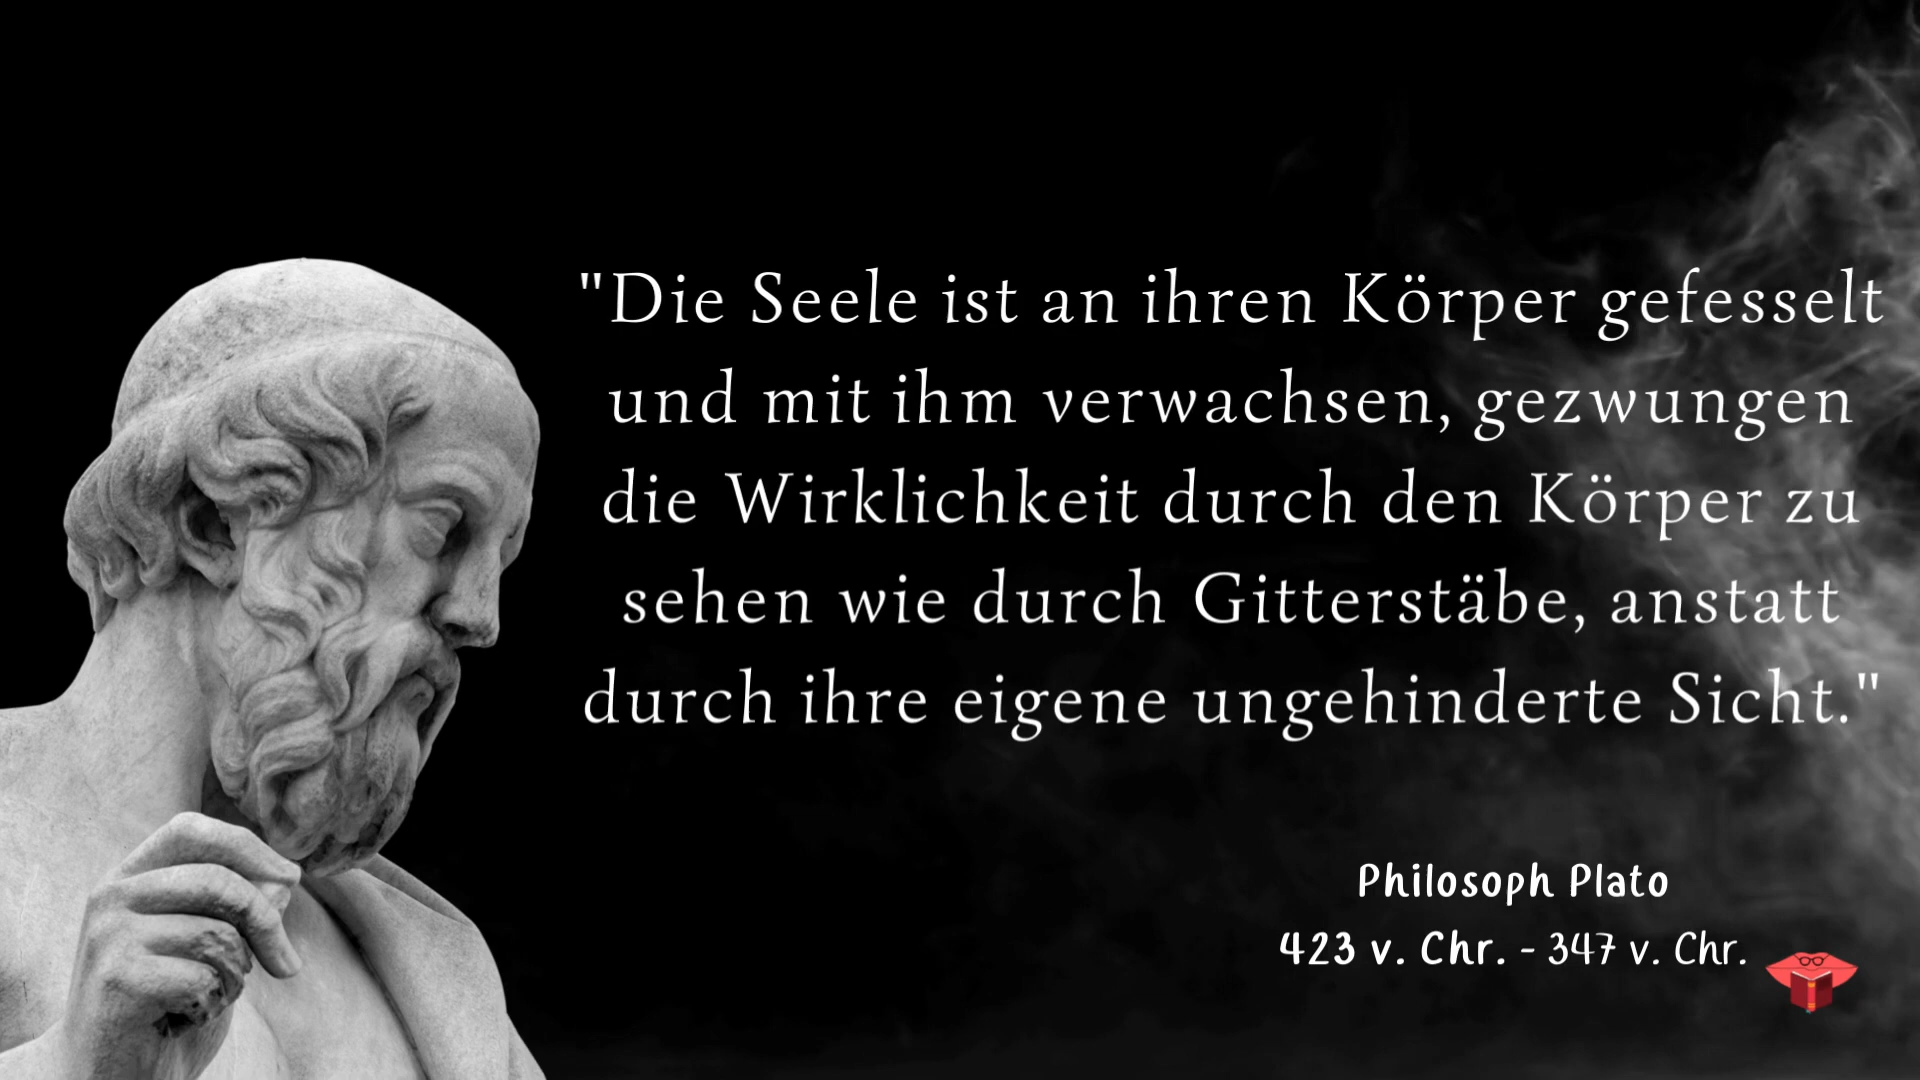 "Die Seele ist an ihren Körper gefesselt
und mit ihm verwachsen, gezwungen
die Wirklichkeit durch den Körper zu
sehen wie durch Gitterstäbe, anstatt
durch ihre eigene ungehinderte Sicht."
Philosoph Plato
423 v. Chr. - 347 v. Chr.